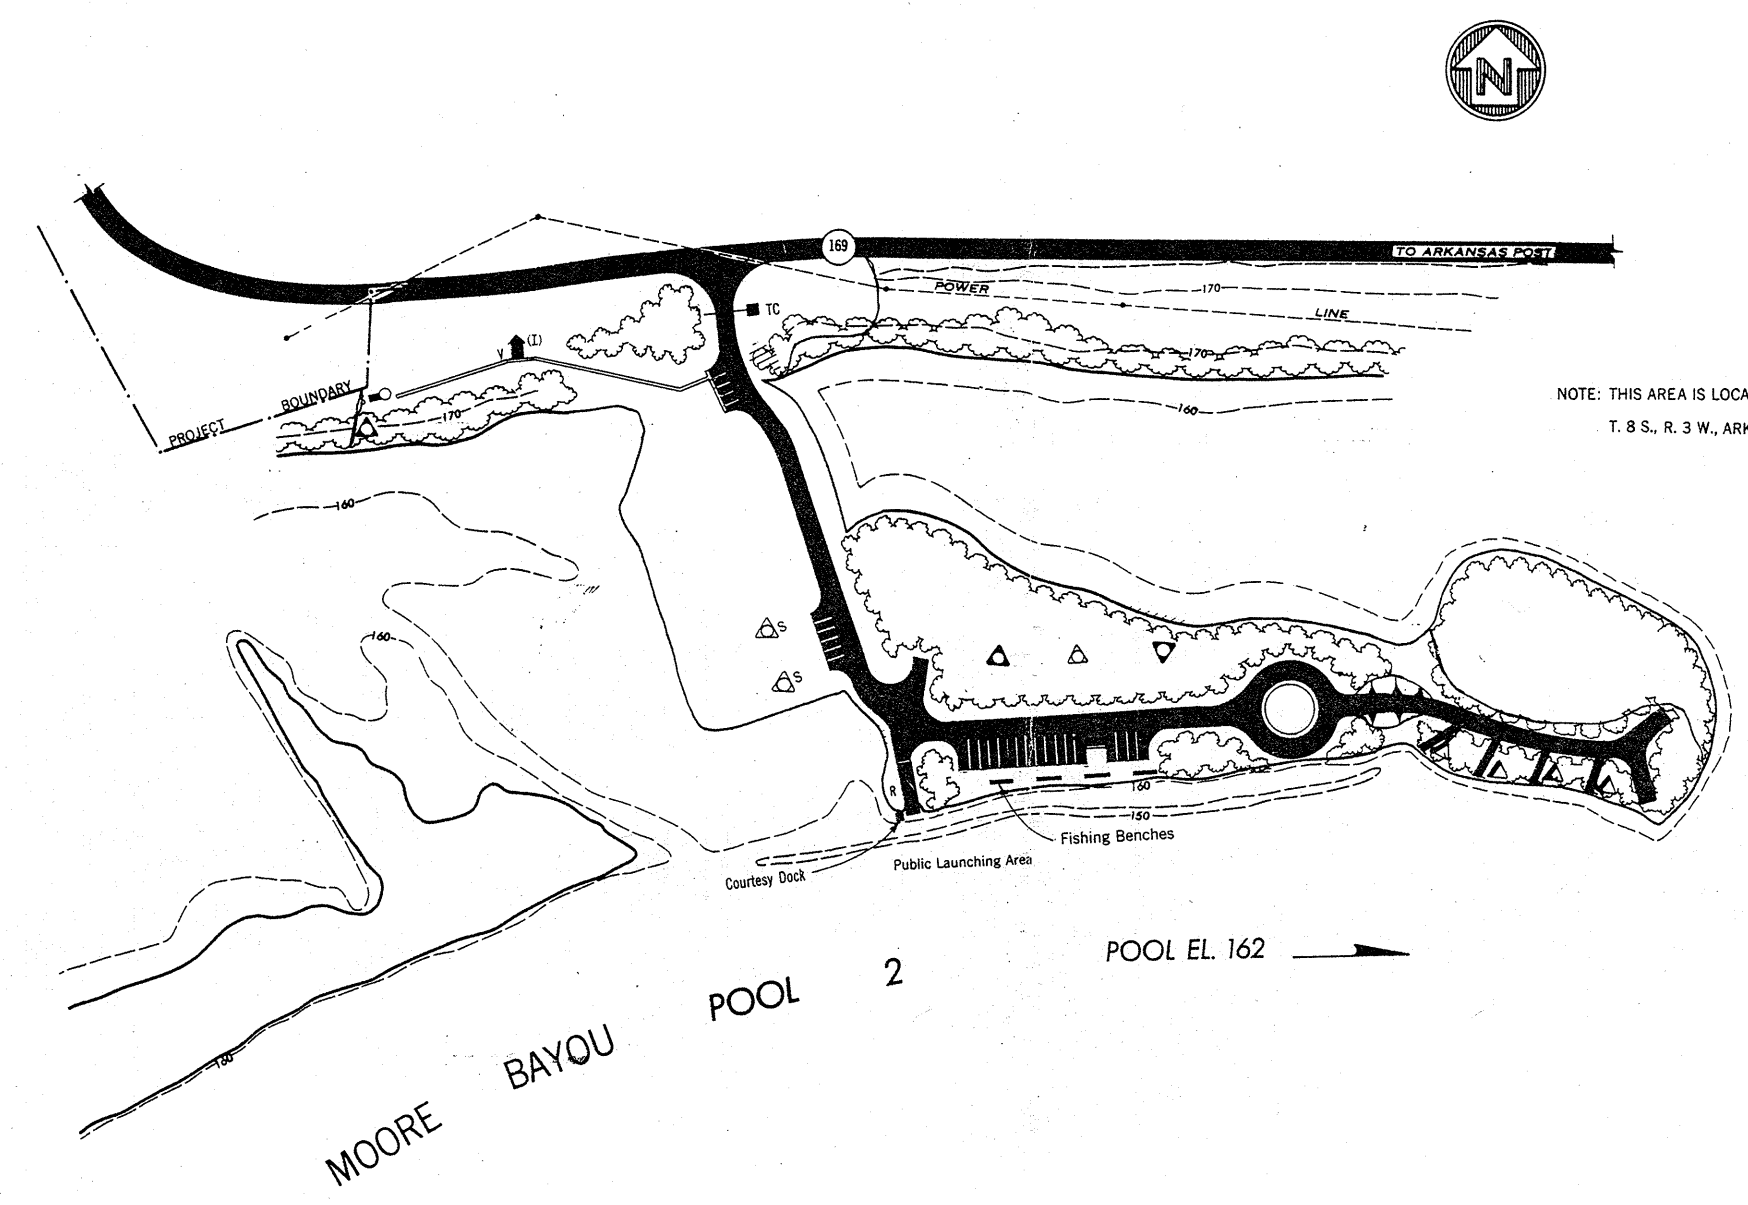 N
169
TO ARKANSAS POST
170
POWER
LINE
TC
(I)
V
170
NOTE: THIS AREA IS LOCA
T. 8 S., R. 3 W., ARK
PROJECT BOUNDARY
170
160
160
160
S
S
R
160
150
Fishing Benches
Public Launching Area
Courtesy Dock
POOL EL. 162
POOL 2
MOORE BAYOU
160